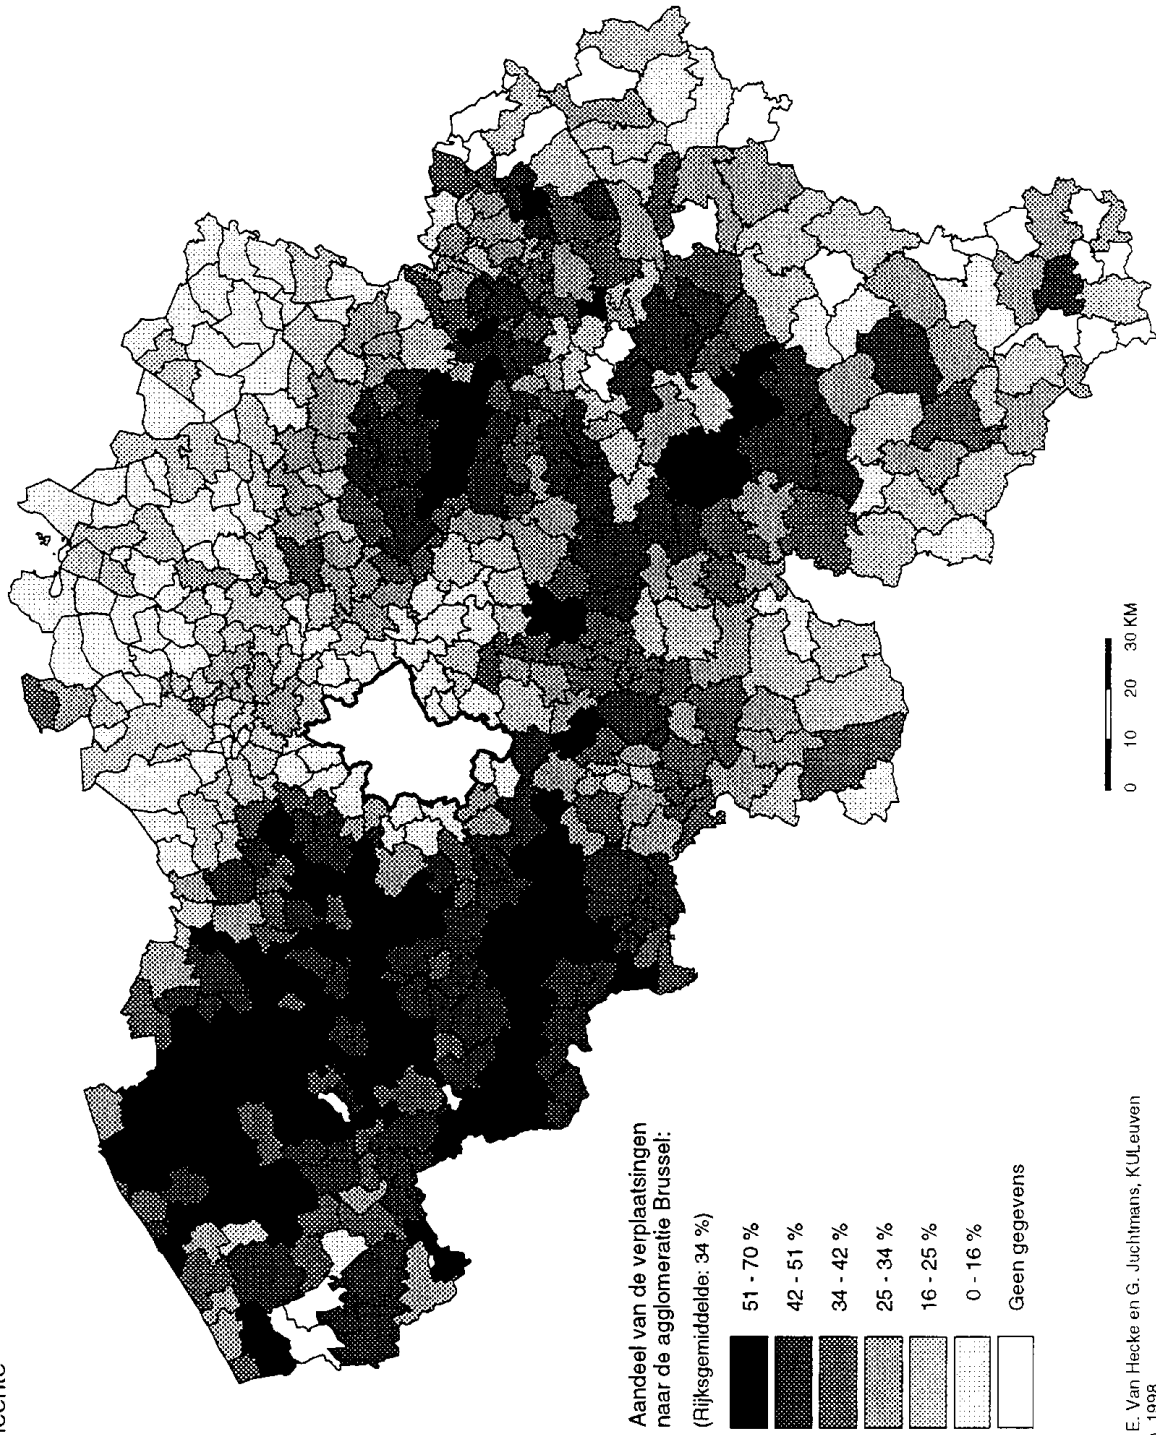 Aandeel van de verplaatsingen
naar de agglomeratie Brussel:
(Rijksgemiddelde: 34 %)
51 - 70 %
42 - 51 %
34 - 42 %
25 - 34 %
16 - 25 %
0 - 16 %
Geen gegevens
0 10 20 30 KM
E. Van Hecke en G. Juchtmans, KULeuven
1998